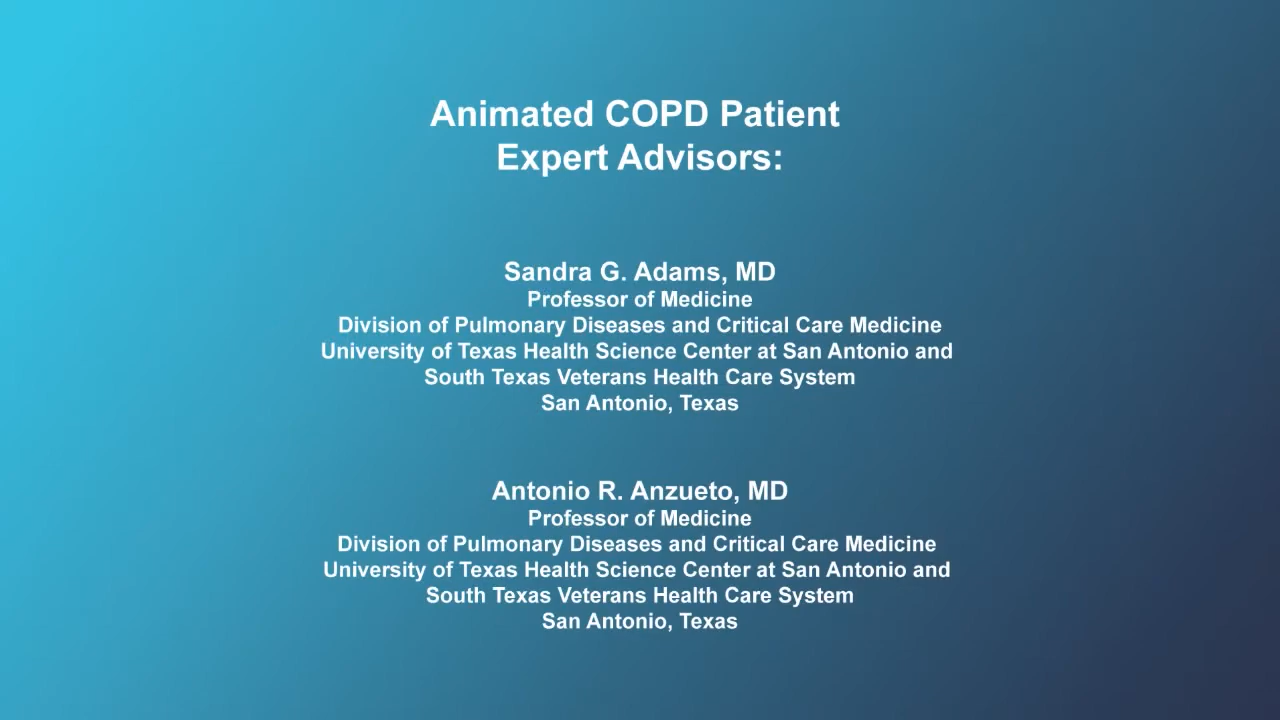 Animated COPD Patient
Expert Advisors:
Sandra G. Adams, MD
Professor of Medicine
Division of Pulmonary Diseases and Critical Care Medicine
University of Texas Health Science Center at San Antonio and
South Texas Veterans Health Care System
San Antonio, Texas
Antonio R. Anzueto, MD
Professor of Medicine
Division of Pulmonary Diseases and Critical Care Medicine
University of Texas Health Science Center at San Antonio and
South Texas Veterans Health Care System
San Antonio, Texas